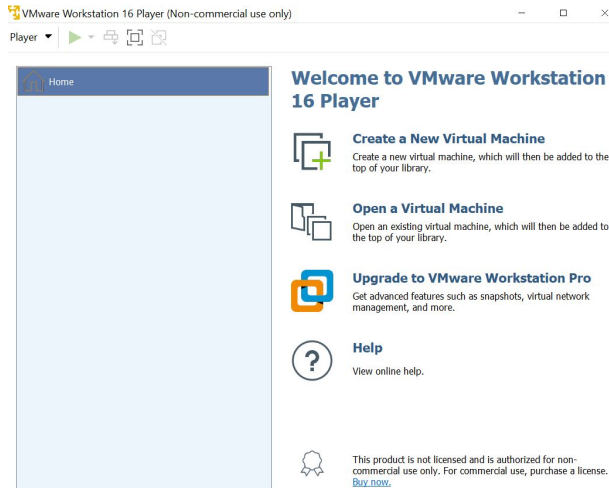 VMware Workstation 16 Player (Non-commercial use only)
Player
Home
Welcome to VMware Workstation
16 Player
Create a New Virtual Machine
Create a new virtual machine, which will then be added to the
top of your library.
Open a Virtual Machine
Open an existing virtual machine, which will then be added to
the top of your library.
Upgrade to VMware Workstation Pro
Get advanced features such as snapshots, virtual network
management, and more.
?
Help
View online help.
This product is not licensed and is authorized for non-
commercial use only. For commercial use, purchase a license.
Buy now.